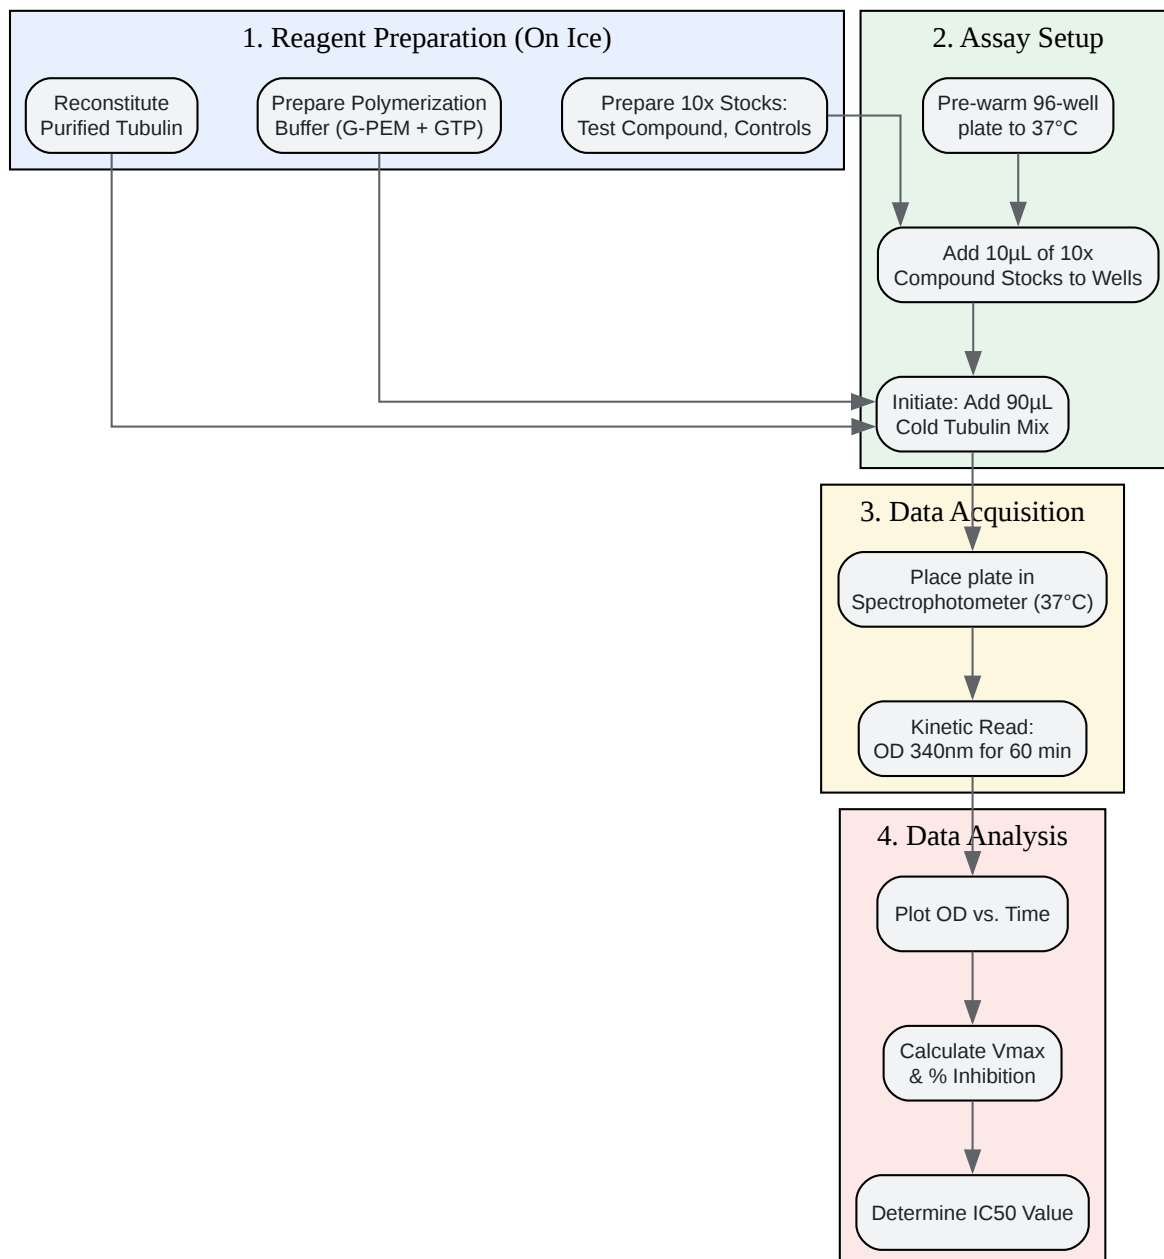 1. Reagent Preparation (On Ice)
Reconstitute
Purified Tubulin
Prepare Polymerization
Buffer (G-PEM + GTP)
Prepare 10x Stocks:
Test Compound, Controls
2. Assay Setup
Pre-warm 96-well
plate to 37°C
Add 10µL of 10x
Compound Stocks to Wells
Initiate: Add 90µL
Cold Tubulin Mix
3. Data Acquisition
Place plate in
Spectrophotometer (37°C)
Kinetic Read:
OD 340nm for 60 min
4. Data Analysis
Plot OD vs. Time
Calculate Vmax
& % Inhibition
Determine IC50 Value